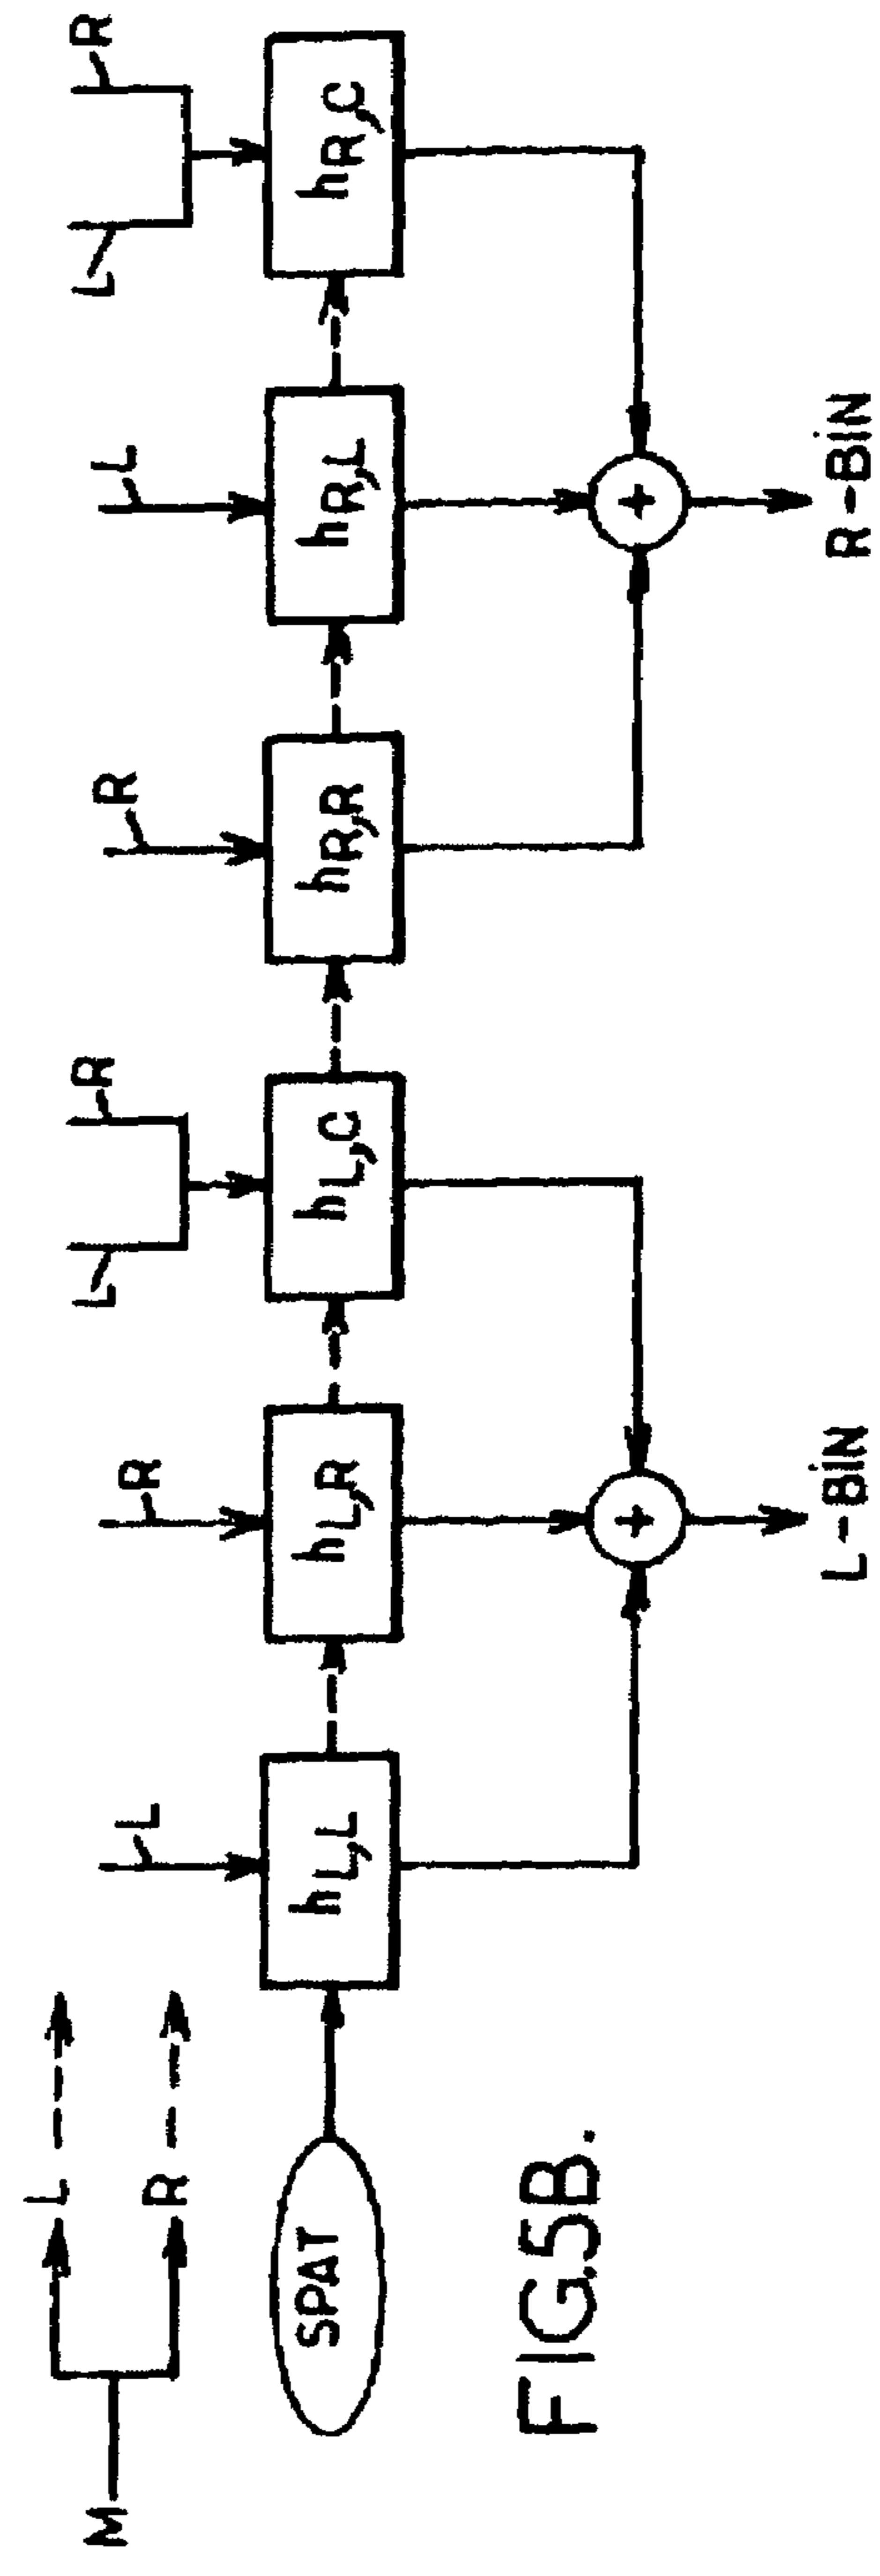 M
L
R
SPAT
L
R
L
R
R
L
L
R
h L,L
h L,R
h L,C
h R,R
h R,L
h R,C
+
+
L-BIN
R-BIN
FIG.5B.